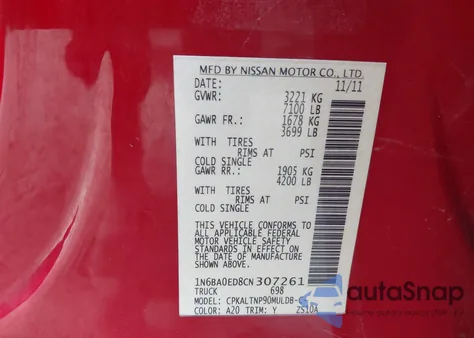 MFD BY NISSAN MOTOR CO., LTD.
DATE: 11/11
GVWR: 3221 KG
7100 LB
GAWR FR.: 1678 KG
3699 LB
WITH TIRES
RIMS AT PSI
COLD SINGLE
GAWR RR.: 1905 KG
4200 LB
WITH TIRES
RIMS AT PSI
COLD SINGLE
THIS VEHICLE CONFORMS TO
ALL APPLICABLE FEDERAL
MOTOR VEHICLE SAFETY
STANDARDS IN EFFECT ON
THE DATE OF MANUFACTURE
SHOWN ABOVE.
1N6BA0ED8CN307261
TRUCK 698
MODEL: CPKALTNP90MULDB-
COLOR: A20 TRIM: Y ZS10A
autoSnap